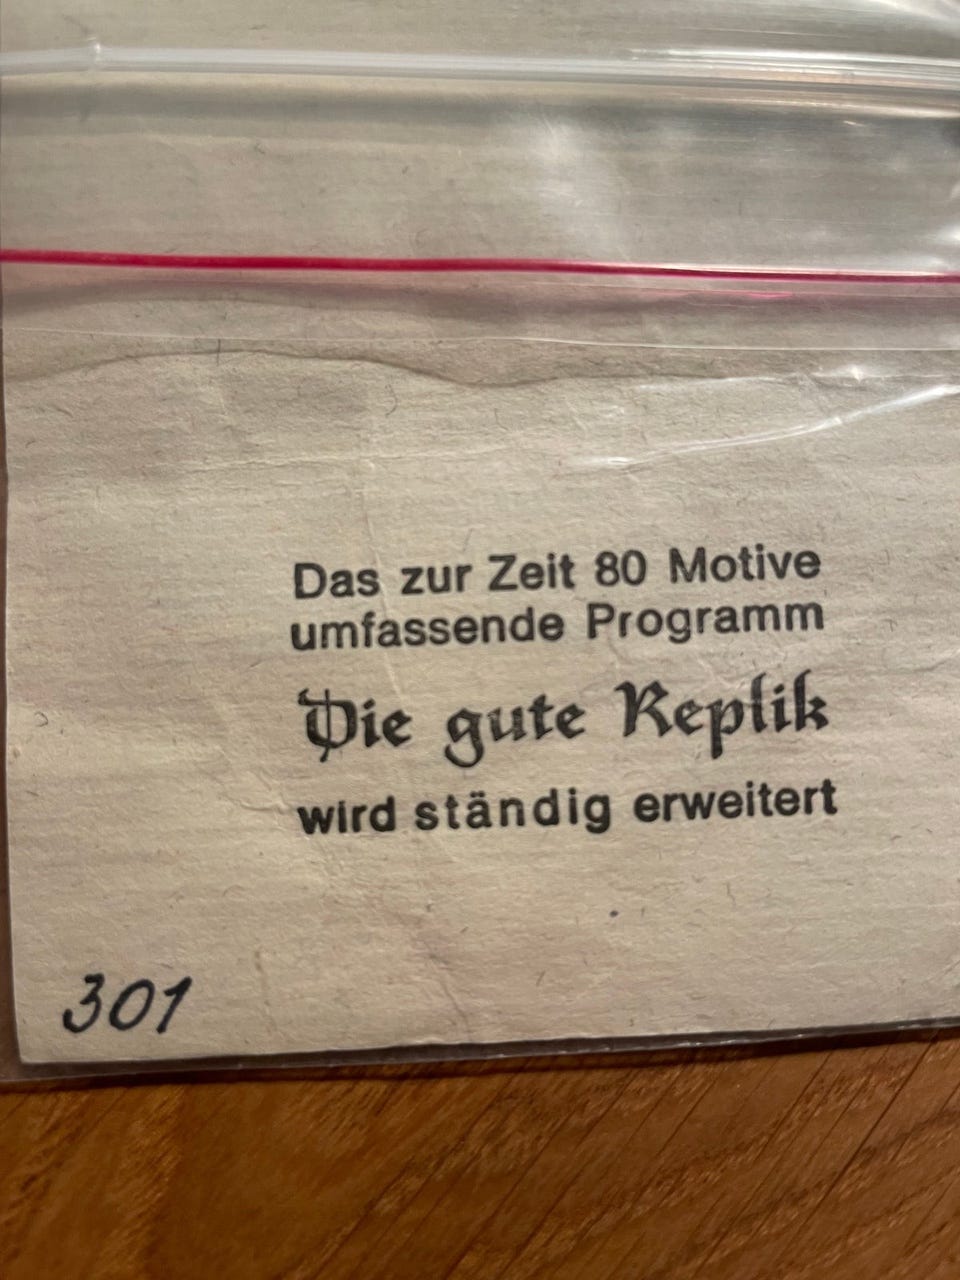 Das zur Zeit 80 Motive
umfassende Programm
Die gute Replik
wird ständig erweitert
301